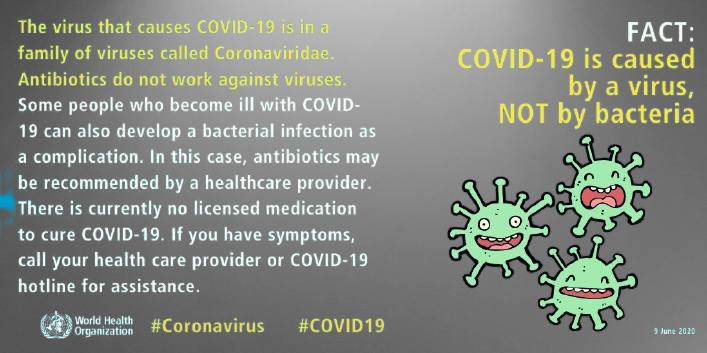 The virus that causes COVID-19 is in a
family of viruses called Coronaviridae.
Antibiotics do not work against viruses.
Some people who become ill with COVID-
19 can also develop a bacterial infection as
a complication. In this case, antibiotics may
be recommended by a healthcare provider.
There is currently no licensed medication
to cure COVID-19. If you have symptoms,
call your health care provider or COVID-19
hotline for assistance.
FACT:
COVID-19 is caused
by a virus,
NOT by bacteria
World Health
Organization
#Coronavirus
#COVID19
9 June 2020